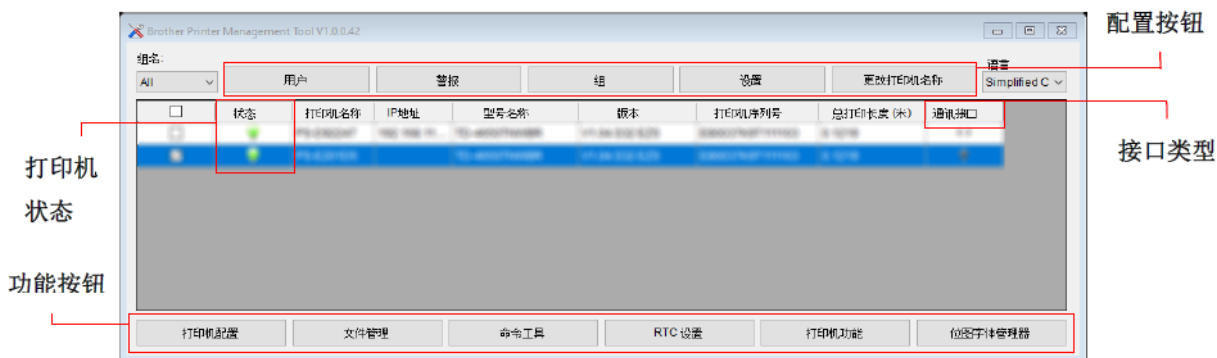 Brother Printer Management Tool V1.0.0.42
配置按钮
组名:
语言
All
用户
警报
组
设置
更改打印机名称
Simplified C
状态
打印机名称
IP地址
型号名称
版本
打印机序列号
总打印长度 (米)
通讯接口
接口类型
打印机
状态
功能按钮
打印机配置
文件管理
命令工具
RTC 设置
打印机功能
位图字体管理器